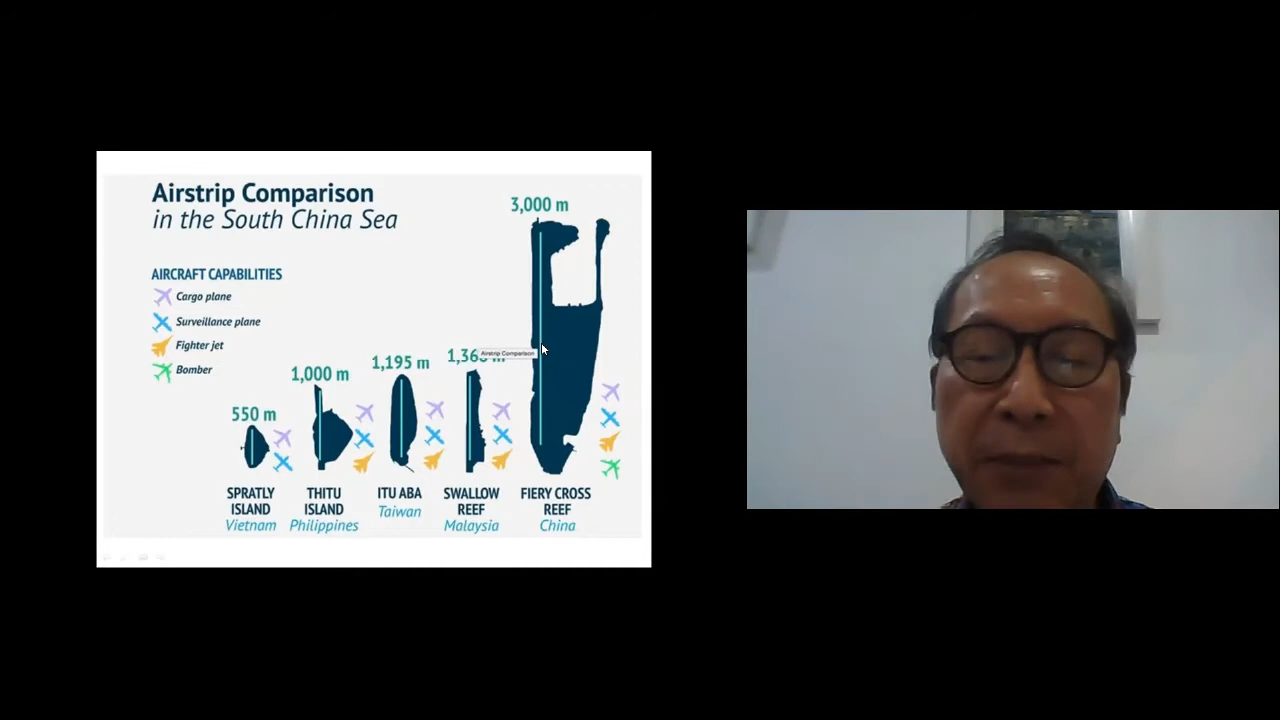 Airstrip Comparison
in the South China Sea
AIRCRAFT CAPABILITIES
Cargo plane
Surveillance plane
Fighter jet
Bomber
550 m
1,000 m
1,195 m
Airstrip Comparison
3,000 m
SPRATLY
ISLAND
Vietnam
THITU
ISLAND
Philippines
ITU ABA
Taiwan
SWALLOW
REEF
Malaysia
FIERY CROSS
REEF
China